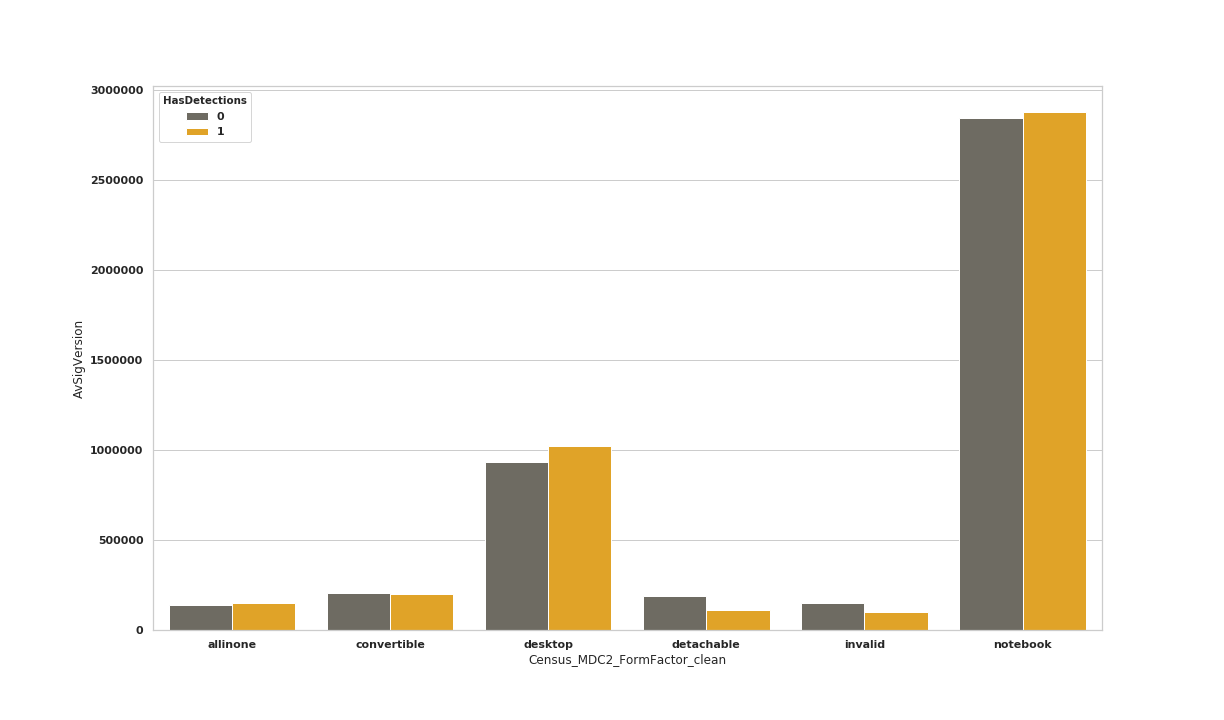 3000000
HasDetections
0
1
2500000
2000000
1500000
AvSigVersion
1000000
500000
0
allinone convertible desktop detachable invalid notebook
Census_MDC2_FormFactor_clean